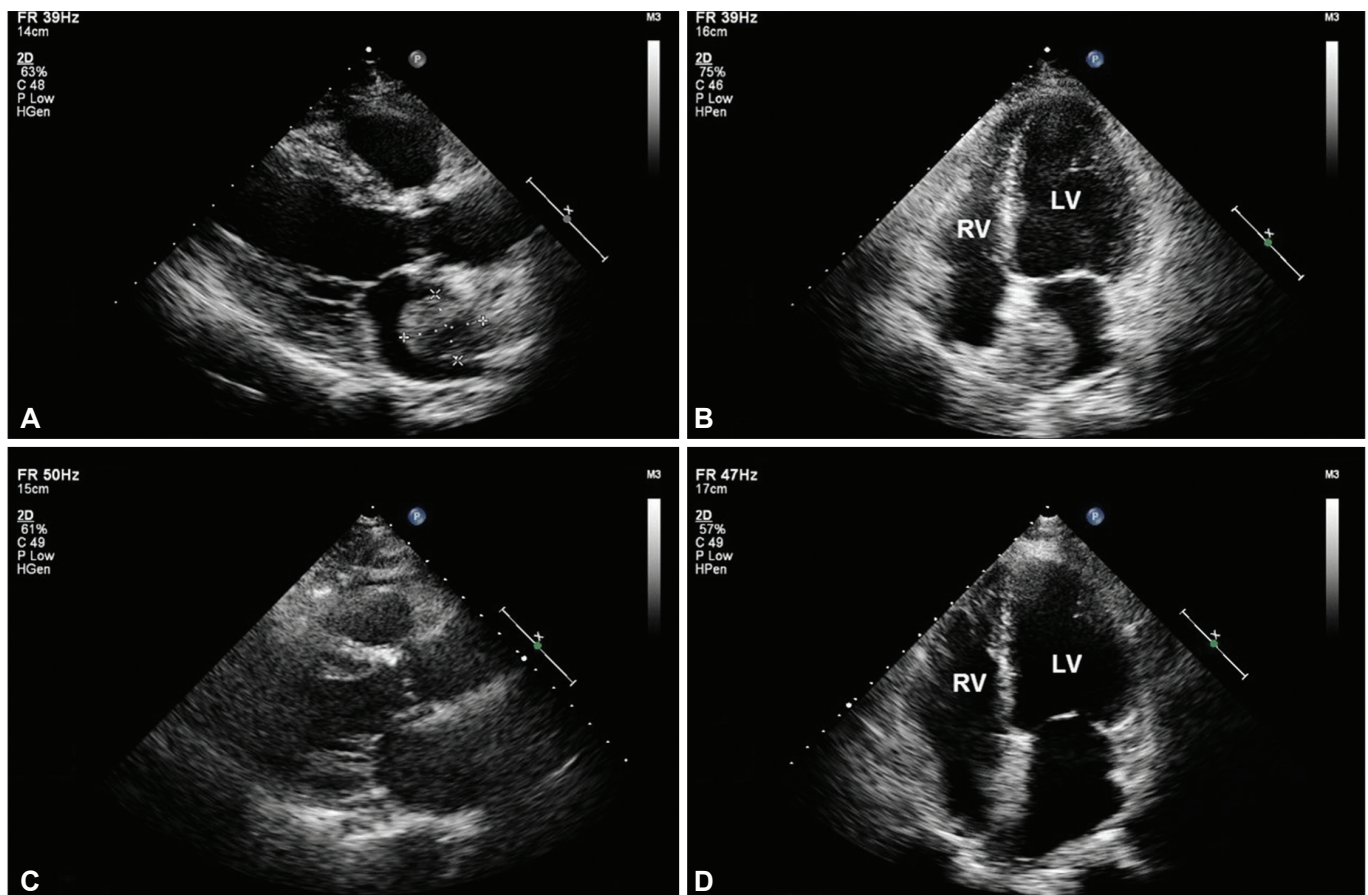 FR 39Hz
14cm
2D
63%
C 48
P Low
HGen
M3
P
X
A
FR 39Hz
16cm
2D
75%
C 46
P Low
HPen
M3
P
X
RV
LV
B
FR 50Hz
15cm
2D
61%
C 49
P Low
HGen
M3
P
X
C
FR 47Hz
17cm
2D
57%
C 49
P Low
HPen
M3
P
X
RV
LV
D